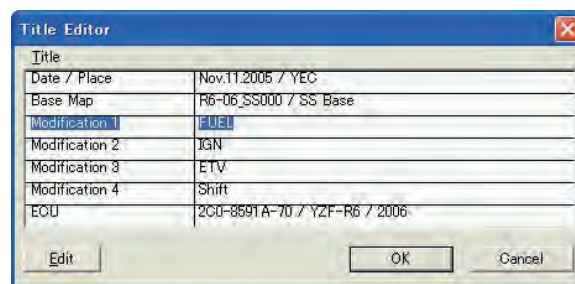 Title Editor
Title
Date / Place Nov.11.2005 / YEC
Base Map R6-06_SS000 / SS Base
Modification 1 FUEL
Modification 2 IGN
Modification 3 ETV
Modification 4 Shift
ECU 2C0-8591A-70 / YZF-R6 / 2006
Edit OK Cancel